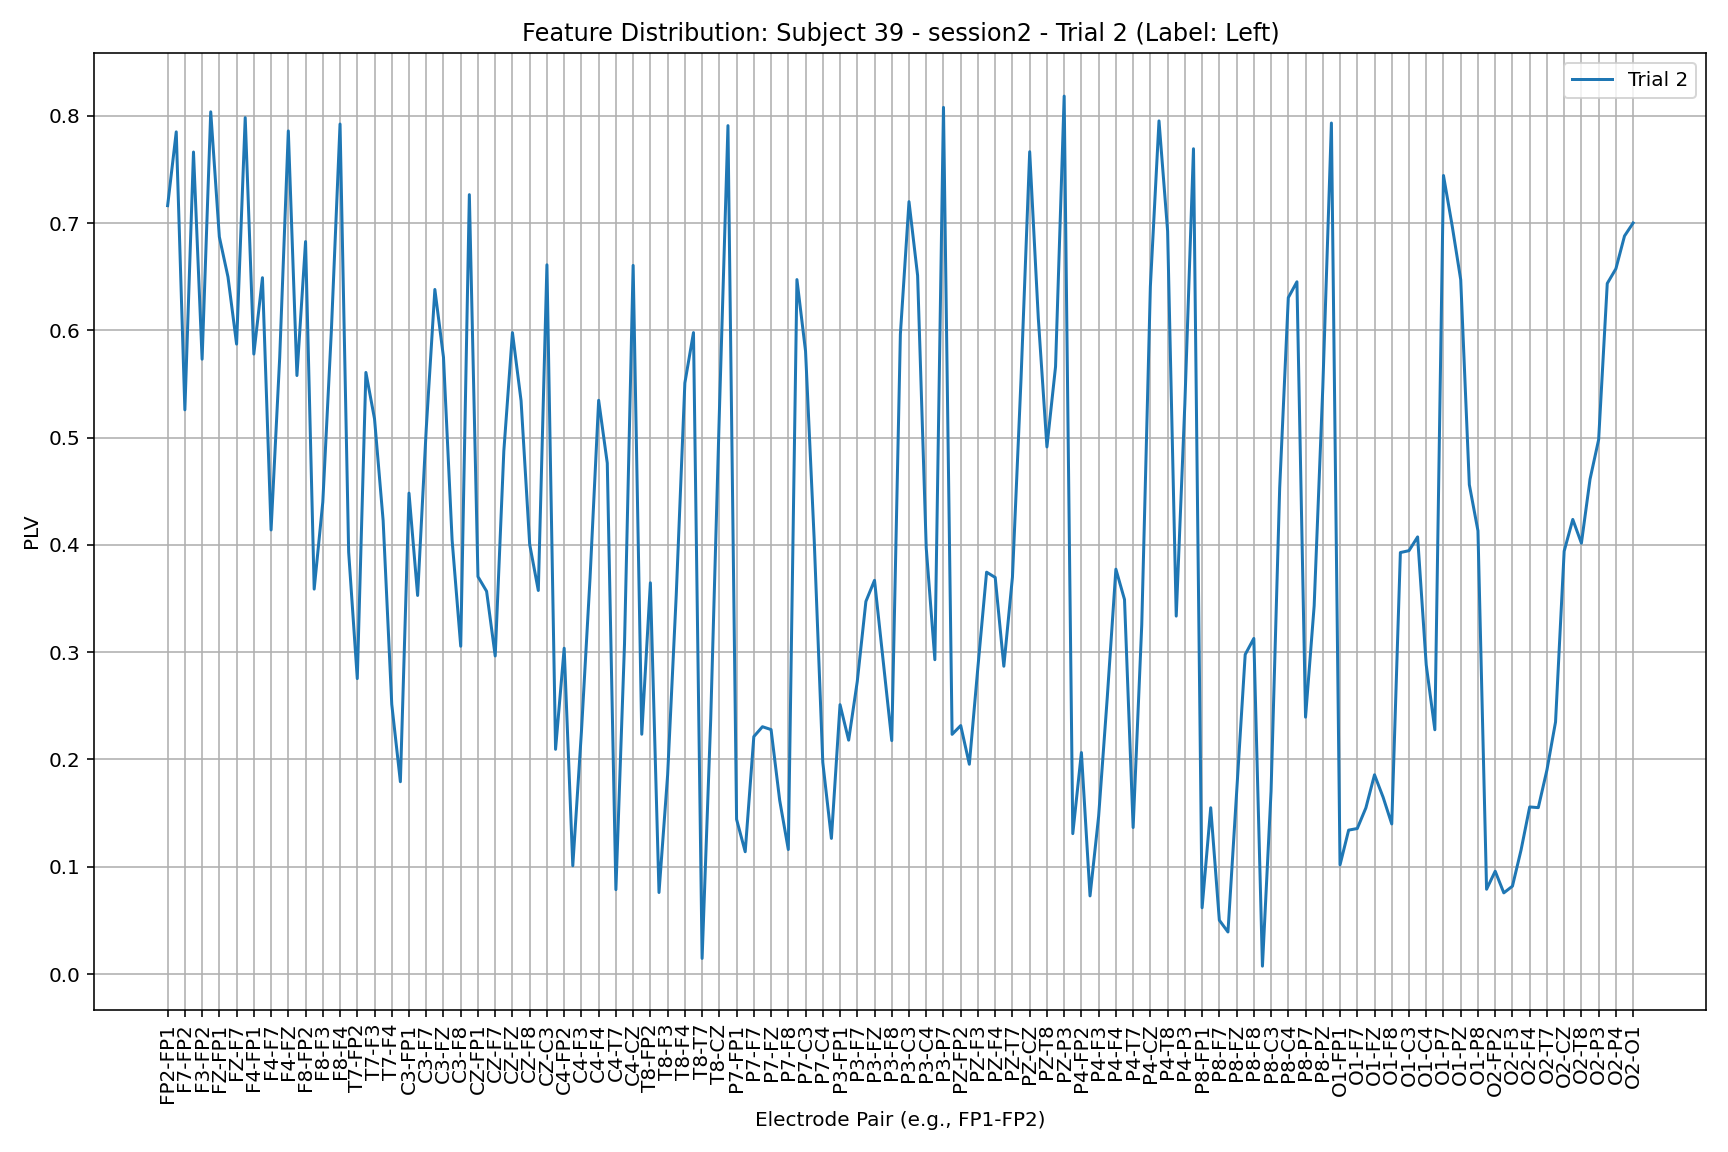 Feature Distribution: Subject 39 - session2 - Trial 2 (Label: Left)
Trial 2
PLV
0.8
0.7
0.6
0.5
0.4
0.3
0.2
0.1
0.0
FP2-FP1
F7-FP2
F3-FP2
FZ-FP1
FZ-F7
F4-FP1
F4-F7
F4-FZ
F8-FP2
F8-F3
F8-F4
T7-FP2
T7-F3
T7-F4
C3-FP1
C3-F7
C3-FZ
C3-F8
CZ-FP1
CZ-F7
CZ-FZ
CZ-F8
CZ-C3
C4-FP2
C4-F3
C4-F4
C4-T7
C4-CZ
T8-FP2
T8-F3
T8-F4
T8-T7
T8-CZ
P7-FP1
P7-F7
P7-FZ
P7-F8
P7-C3
P7-C4
P3-FP1
P3-F7
P3-FZ
P3-F8
P3-C3
P3-C4
P3-P7
PZ-FP2
PZ-F3
PZ-F4
PZ-T7
PZ-CZ
PZ-T8
PZ-P3
P4-FP2
P4-F3
P4-F4
P4-T7
P4-CZ
P4-T8
P4-P3
P8-FP1
P8-F7
P8-FZ
P8-F8
P8-C3
P8-C4
P8-P7
P8-PZ
O1-FP1
O1-F7
O1-FZ
O1-F8
O1-C3
O1-C4
O1-P7
O1-PZ
O1-P8
O2-FP2
O2-F3
O2-F4
O2-T7
O2-CZ
O2-T8
O2-P3
O2-P4
O2-O1
Electrode Pair (e.g., FP1-FP2)